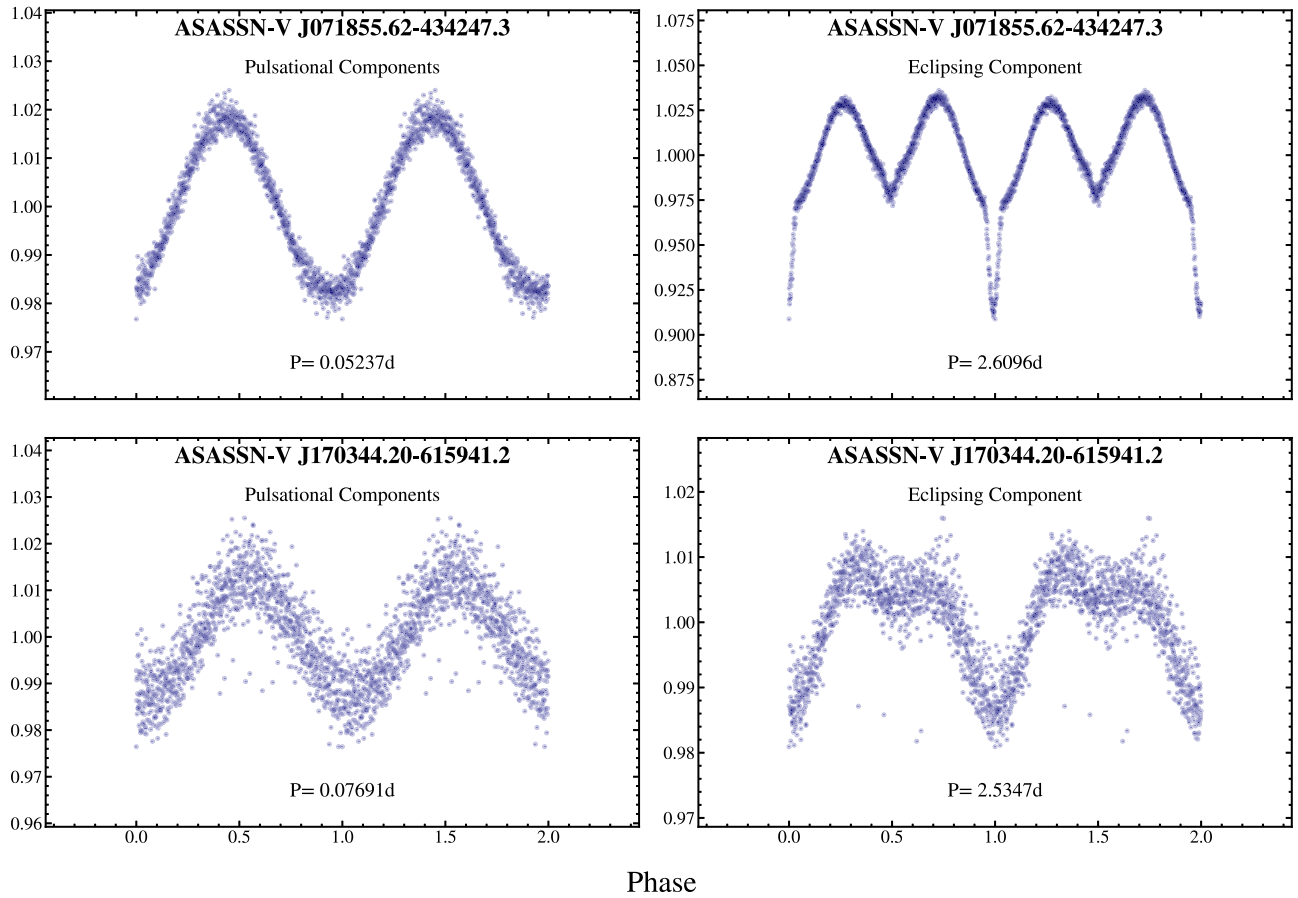 ASASSN-V J071855.62-434247.3
Pulsational Components
1.04
1.03
1.02
1.01
1.00
0.99
0.98
0.97
P= 0.05237d
ASASSN-V J071855.62-434247.3
Eclipsing Component
1.075
1.050
1.025
1.000
0.975
0.950
0.925
0.900
0.875
P= 2.6096d
ASASSN-V J170344.20-615941.2
Pulsational Components
1.04
1.03
1.02
1.01
1.00
0.99
0.98
0.97
0.96
P= 0.07691d
0.0 0.5 1.0 1.5 2.0
ASASSN-V J170344.20-615941.2
Eclipsing Component
1.02
1.01
1.00
0.99
0.98
0.97
P= 2.5347d
0.0 0.5 1.0 1.5 2.0
Phase